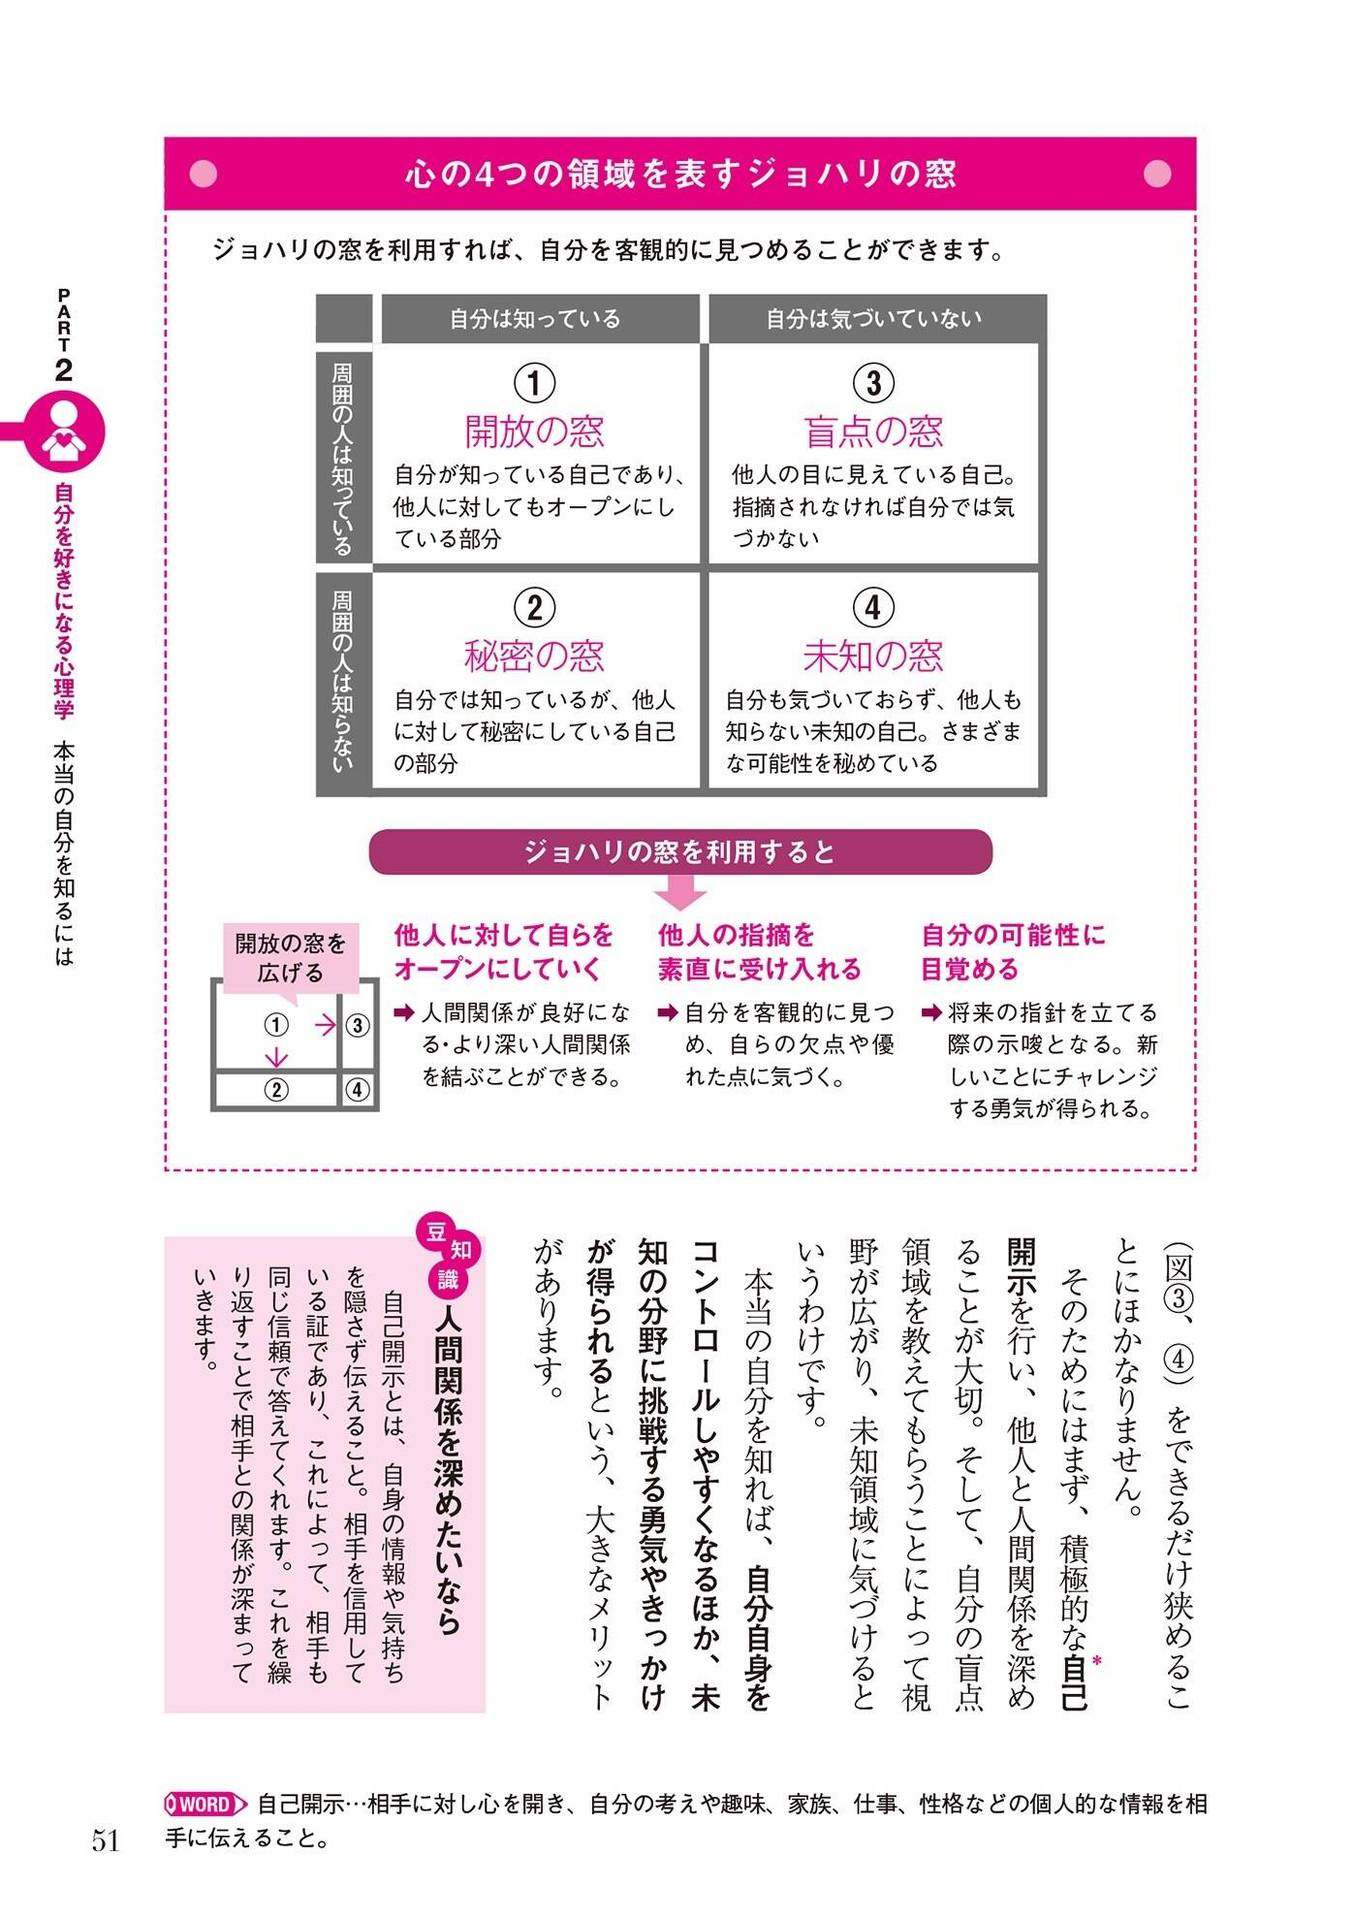 心の4つの領域を表すジョハリの窓
ジョハリの窓を利用すれば、自分を客観的に見つめることができます。
自分は知っている
自分は気づいていない
周囲の人は知っている
①
開放の窓
自分が知っている自己であり、
他人に対してもオープンにし
ている部分
③
盲点の窓
他人の目に見えている自己。
指摘されなければ自分では気
づかない
周囲の人は知らない
②
秘密の窓
自分では知っているが、他人
に対して秘密にしている自己
の部分
④
未知の窓
自分も気づいておらず、他人も
知らない未知の自己。さまざま
な可能性を秘めている
ジョハリの窓を利用すると
開放の窓を
広げる
①
→
③
↓
②
④
他人に対して自らを
オープンにしていく
➡人間関係が良好にな
る・より深い人間関係
を結ぶことができる。
他人の指摘を
素直に受け入れる
➡自分を客観的に見つ
め、自らの欠点や優
れた点に気づく。
自分の可能性に
目覚める
➡将来の指針を立てる
際の示唆となる。新
しいことにチャレンジ
する勇気が得られる。
（図③、④）をできるだけ狭めるこ
とにほかなりません。
そのためにはまず、積極的な自己*
開示を行い、他人と人間関係を深め
ることが大切。そして、自分の盲点
領域を教えてもらうことによって視
野が広がり、未知領域に気づけると
いうわけです。
本当の自分を知れば、自分自身を
コントロールしやすくなるほか、未
知の分野に挑戦する勇気やきっかけ
が得られるという、大きなメリット
があります。
豆知識
人間関係を深めたいなら
自己開示とは、自身の情報や気持ち
を隠さず伝えること。相手を信用して
いる証であり、これによって、相手も
同じ信頼で答えてくれます。これを繰
り返すことで相手との関係が深まって
いきます。
WORD 自己開示…相手に対し心を開き、自分の考えや趣味、家族、仕事、性格などの個人的な情報を相
手に伝えること。
PART2
自分を好きになる心理学 本当の自分を知るには
51